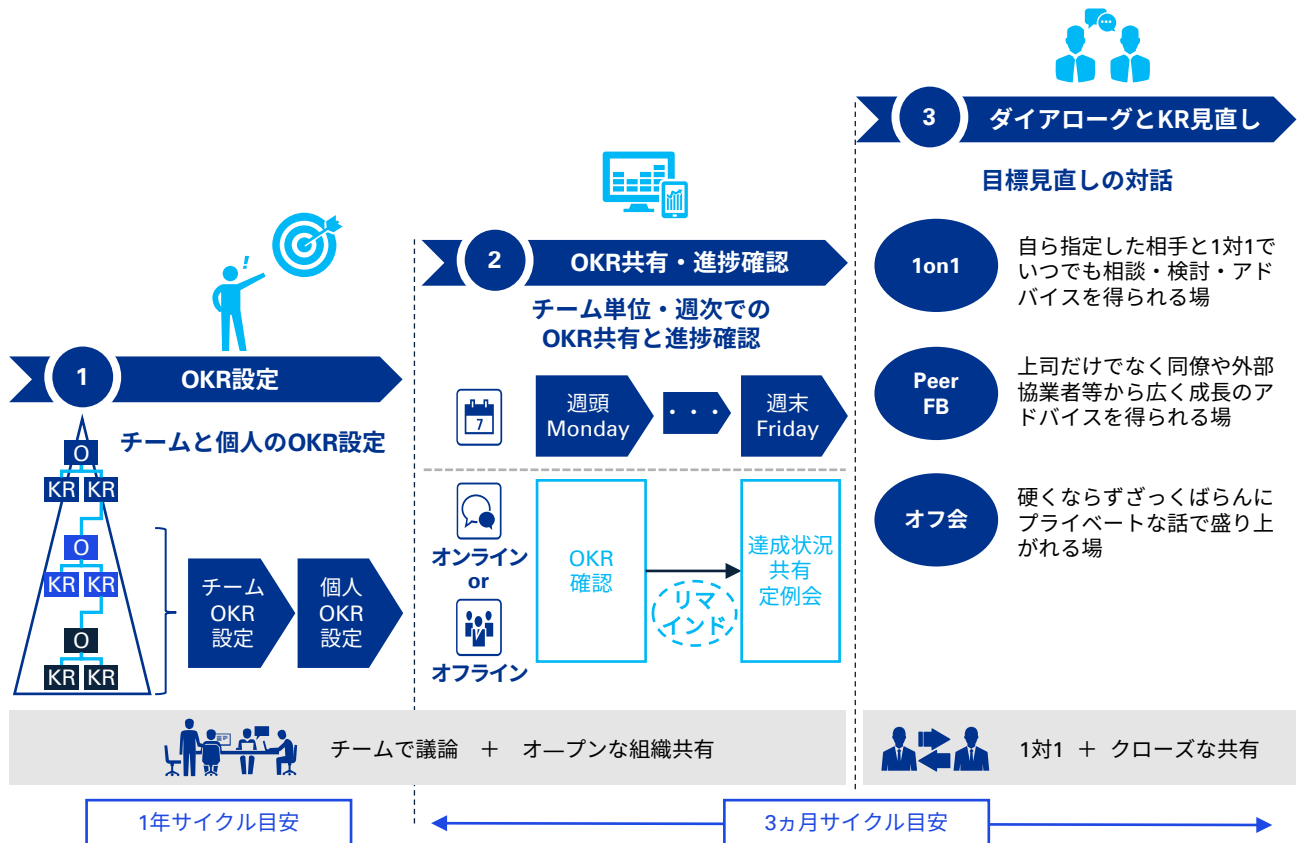 1
OKR設定
チームと個人のOKR設定
O
KR KR
O
KR KR
O
KR KR
チーム
OKR
設定
個人
OKR
設定
2
OKR共有・進捗確認
チーム単位・週次での
OKR共有と進捗確認
7
週頭
Monday
・・・
週末
Friday
オンライン
or
オフライン
OKR
確認
リマ
インド
達成状況
共有
定例会
3
ダイアローグとKR見直し
目標見直しの対話
1on1
自ら指定した相手と1対1で
いつでも相談・検討・アド
バイスを得られる場
Peer
FB
上司だけでなく同僚や外部
協業者等から広く成長のア
ドバイスを得られる場
オフ会
硬くならずざっくばらんに
プライベートな話で盛り上
がれる場
チームで議論 + オ―プンな組織共有
1対1 + クローズな共有
1年サイクル目安
3ヵ月サイクル目安